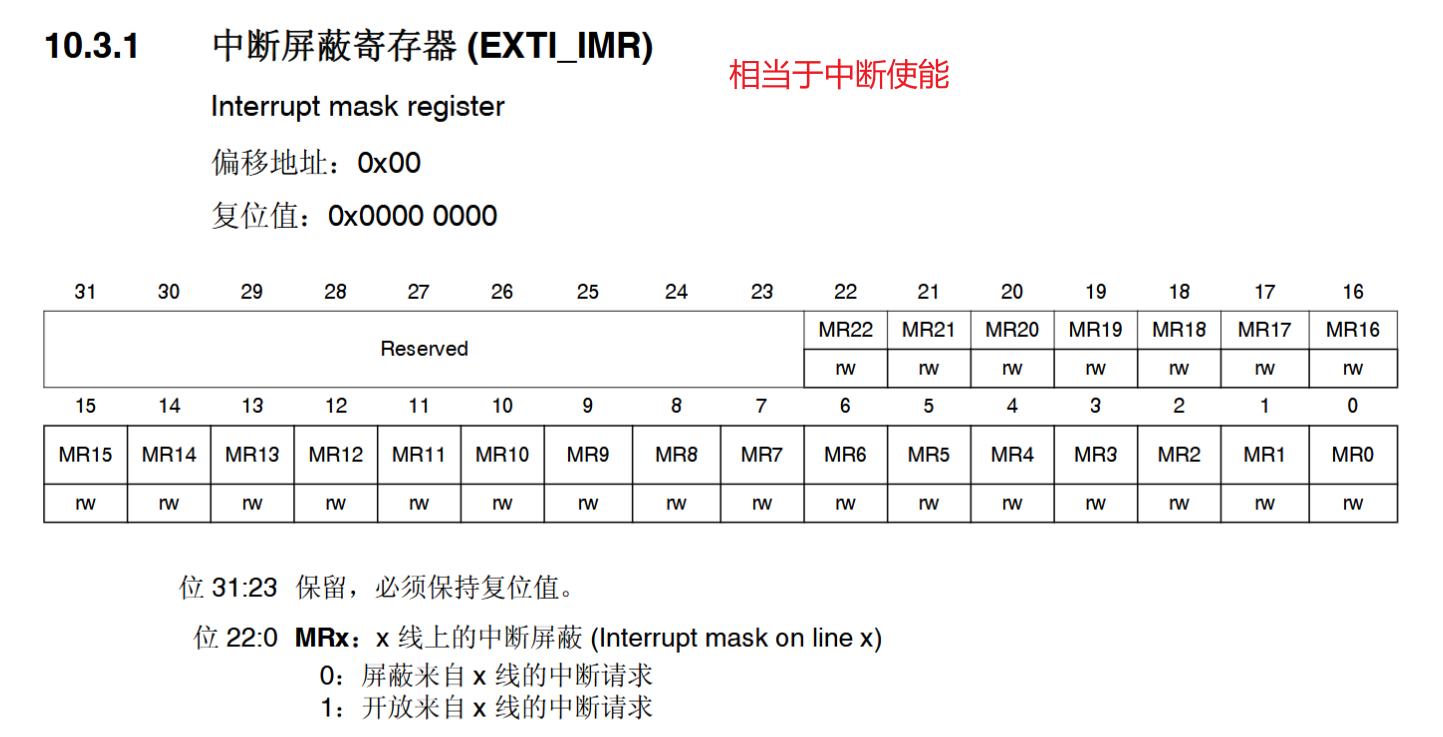 10.3.1 中断屏蔽寄存器 (EXTI_IMR)
相当于中断使能
Interrupt mask register
偏移地址：0x00
复位值：0x0000 0000
31 30 29 28 27 26 25 24 23 22 21 20 19 18 17 16
Reserved MR22 MR21 MR20 MR19 MR18 MR17 MR16
rw rw rw rw rw rw rw
15 14 13 12 11 10 9 8 7 6 5 4 3 2 1 0
MR15 MR14 MR13 MR12 MR11 MR10 MR9 MR8 MR7 MR6 MR5 MR4 MR3 MR2 MR1 MR0
rw rw rw rw rw rw rw rw rw rw rw rw rw rw rw rw
位 31:23 保留，必须保持复位值。
位 22:0 MRx：x 线上的中断屏蔽 (Interrupt mask on line x)
0：屏蔽来自 x 线的中断请求
1：开放来自 x 线的中断请求